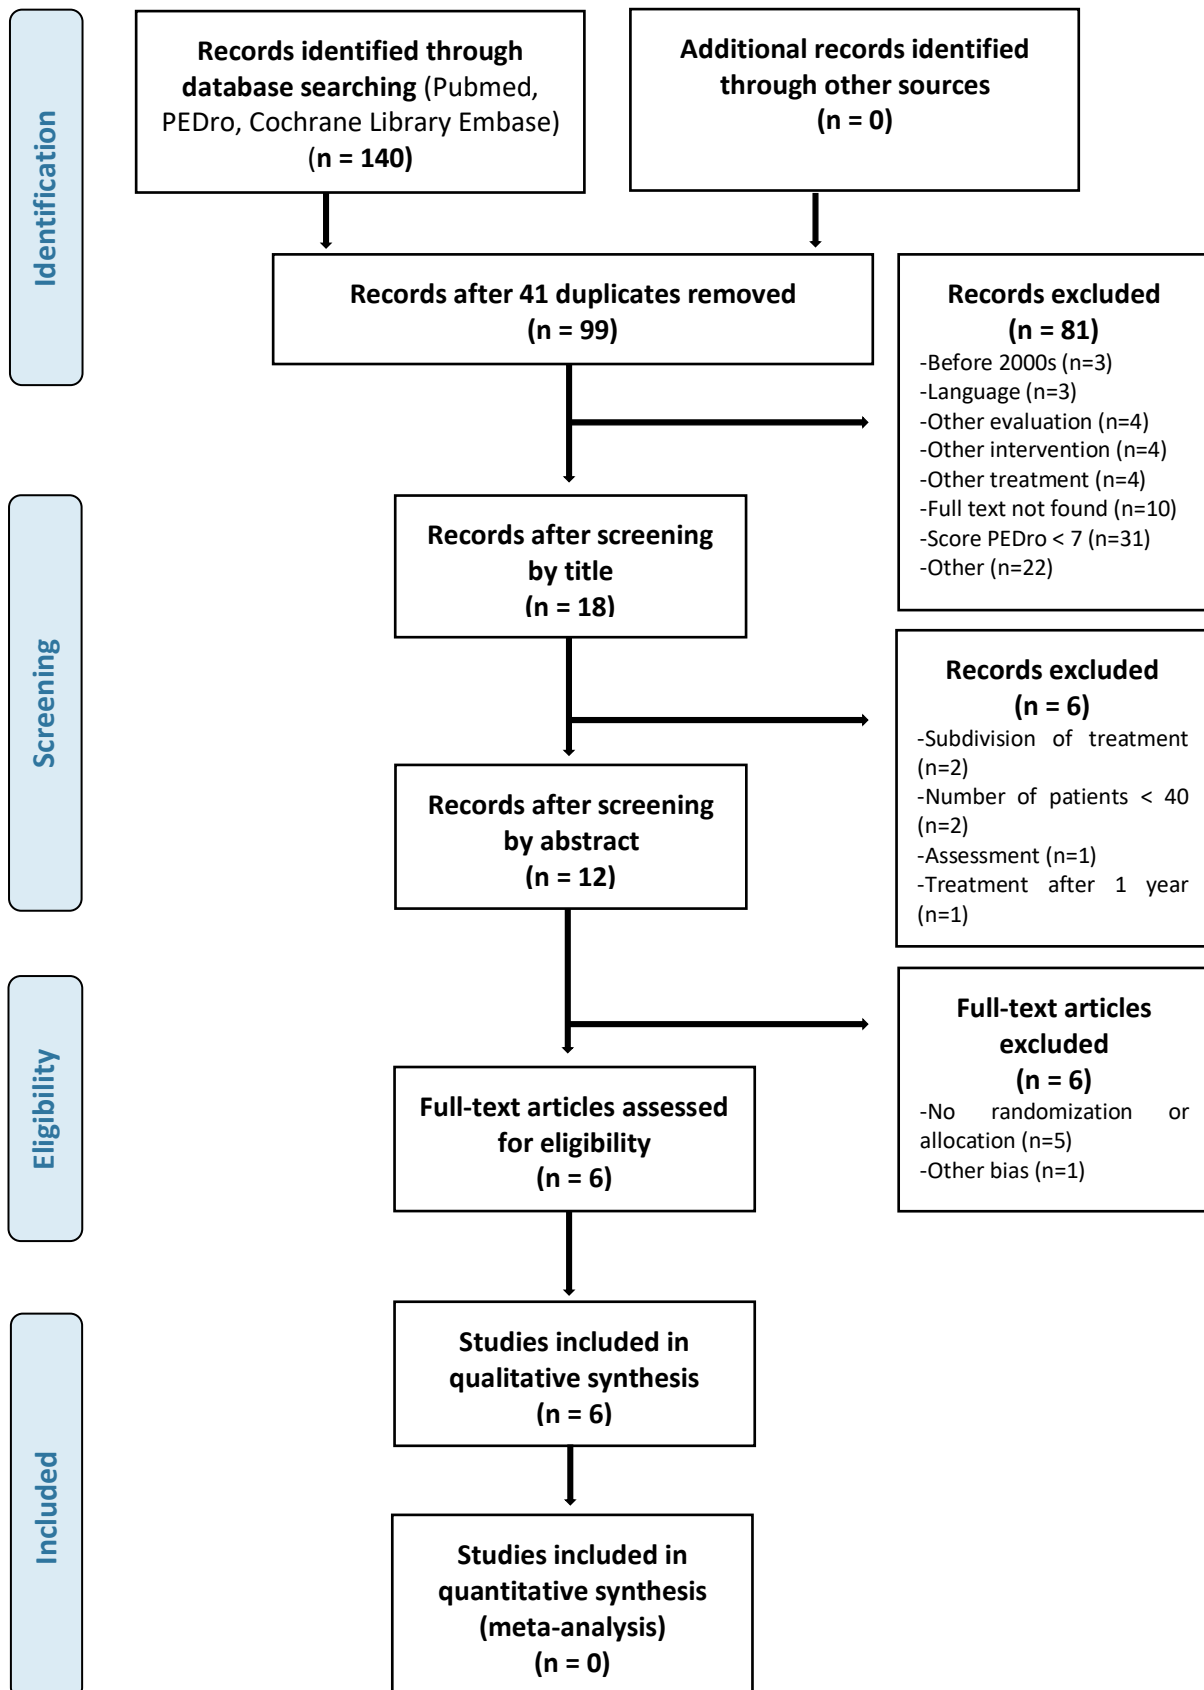 Identification
Records identified through
database searching (Pubmed,
PEDro, Cochrane Library Embase)
(n = 140)
Additional records identified
through other sources
(n = 0)
Records after 41 duplicates removed
(n = 99)
Records excluded
(n = 81)
-Before 2000s (n=3)
-Language (n=3)
-Other evaluation (n=4)
-Other intervention (n=4)
-Other treatment (n=4)
-Full text not found (n=10)
-Score PEDro < 7 (n=31)
-Other (n=22)
Screening
Records after screening
by title
(n = 18)
Records excluded
(n = 6)
-Subdivision of treatment
(n=2)
-Number of patients < 40
(n=2)
-Assessment (n=1)
-Treatment after 1 year
(n=1)
Records after screening
by abstract
(n = 12)
Eligibility
Full-text articles
excluded
(n = 6)
-No randomization or
allocation (n=5)
-Other bias (n=1)
Full-text articles assessed
for eligibility
(n = 6)
Included
Studies included in
qualitative synthesis
(n = 6)
Studies included in
quantitative synthesis
(meta-analysis)
(n = 0)